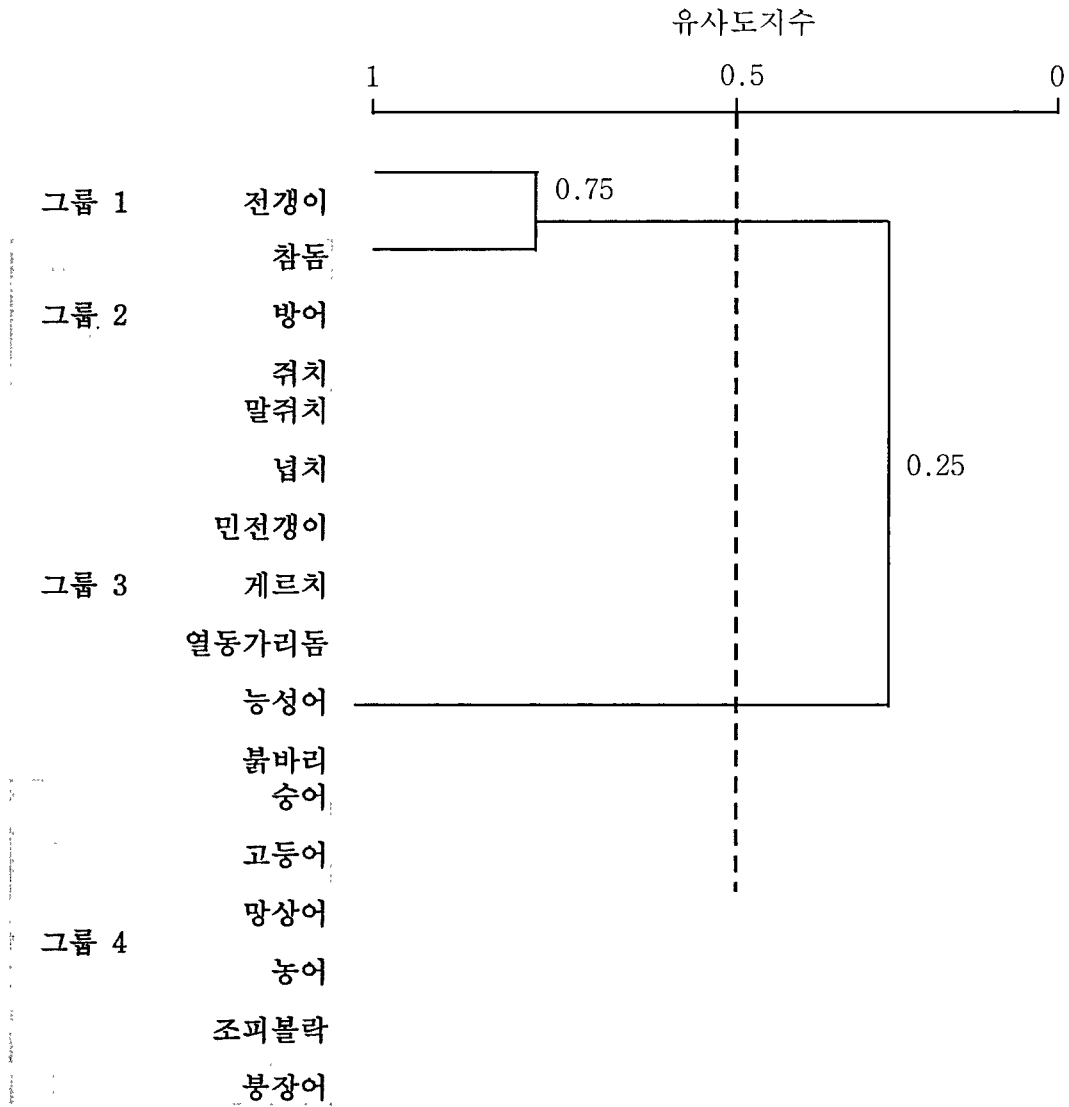 유사도지수
1 0.5 0
그룹 1 전갱이
0.75
참돔
그룹 2 방어
쥐치
말쥐치
넙치
0.25
민전갱이
그룹 3 게르치
열동가리돔
능성어
붉바리
숭어
고등어
망상어
그룹 4
농어
조피볼락
붕장어